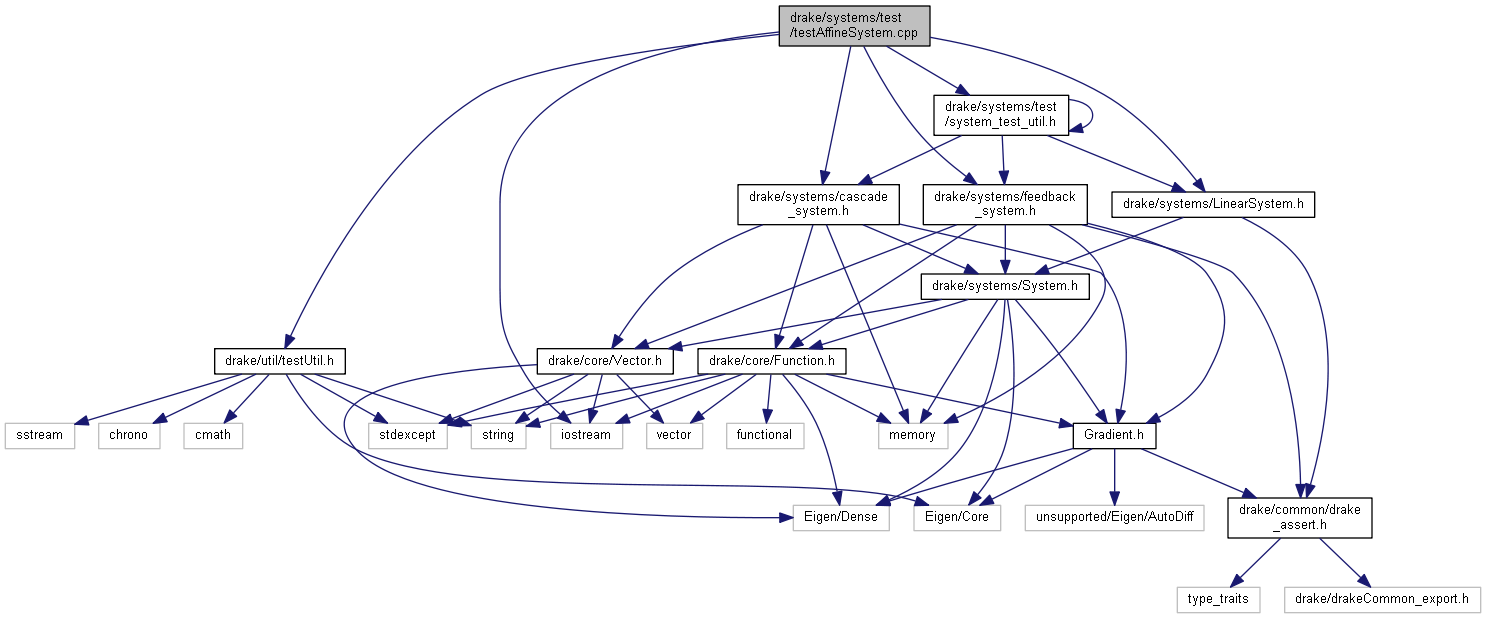 drake/systems/test
/testAffineSystem.cpp
drake/systems/test
/system_test_util.h
drake/systems/cascade
_system.h
drake/systems/feedback
_system.h
drake/systems/LinearSystem.h
drake/systems/System.h
drake/util/testUtil.h
drake/core/Vector.h
drake/core/Function.h
sstream
chrono
cmath
stdexcept
string
iostream
vector
functional
memory
Gradient.h
Eigen/Dense
Eigen/Core
unsupported/Eigen/AutoDiff
drake/common/drake
_assert.h
type_traits
drake/drakeCommon_export.h